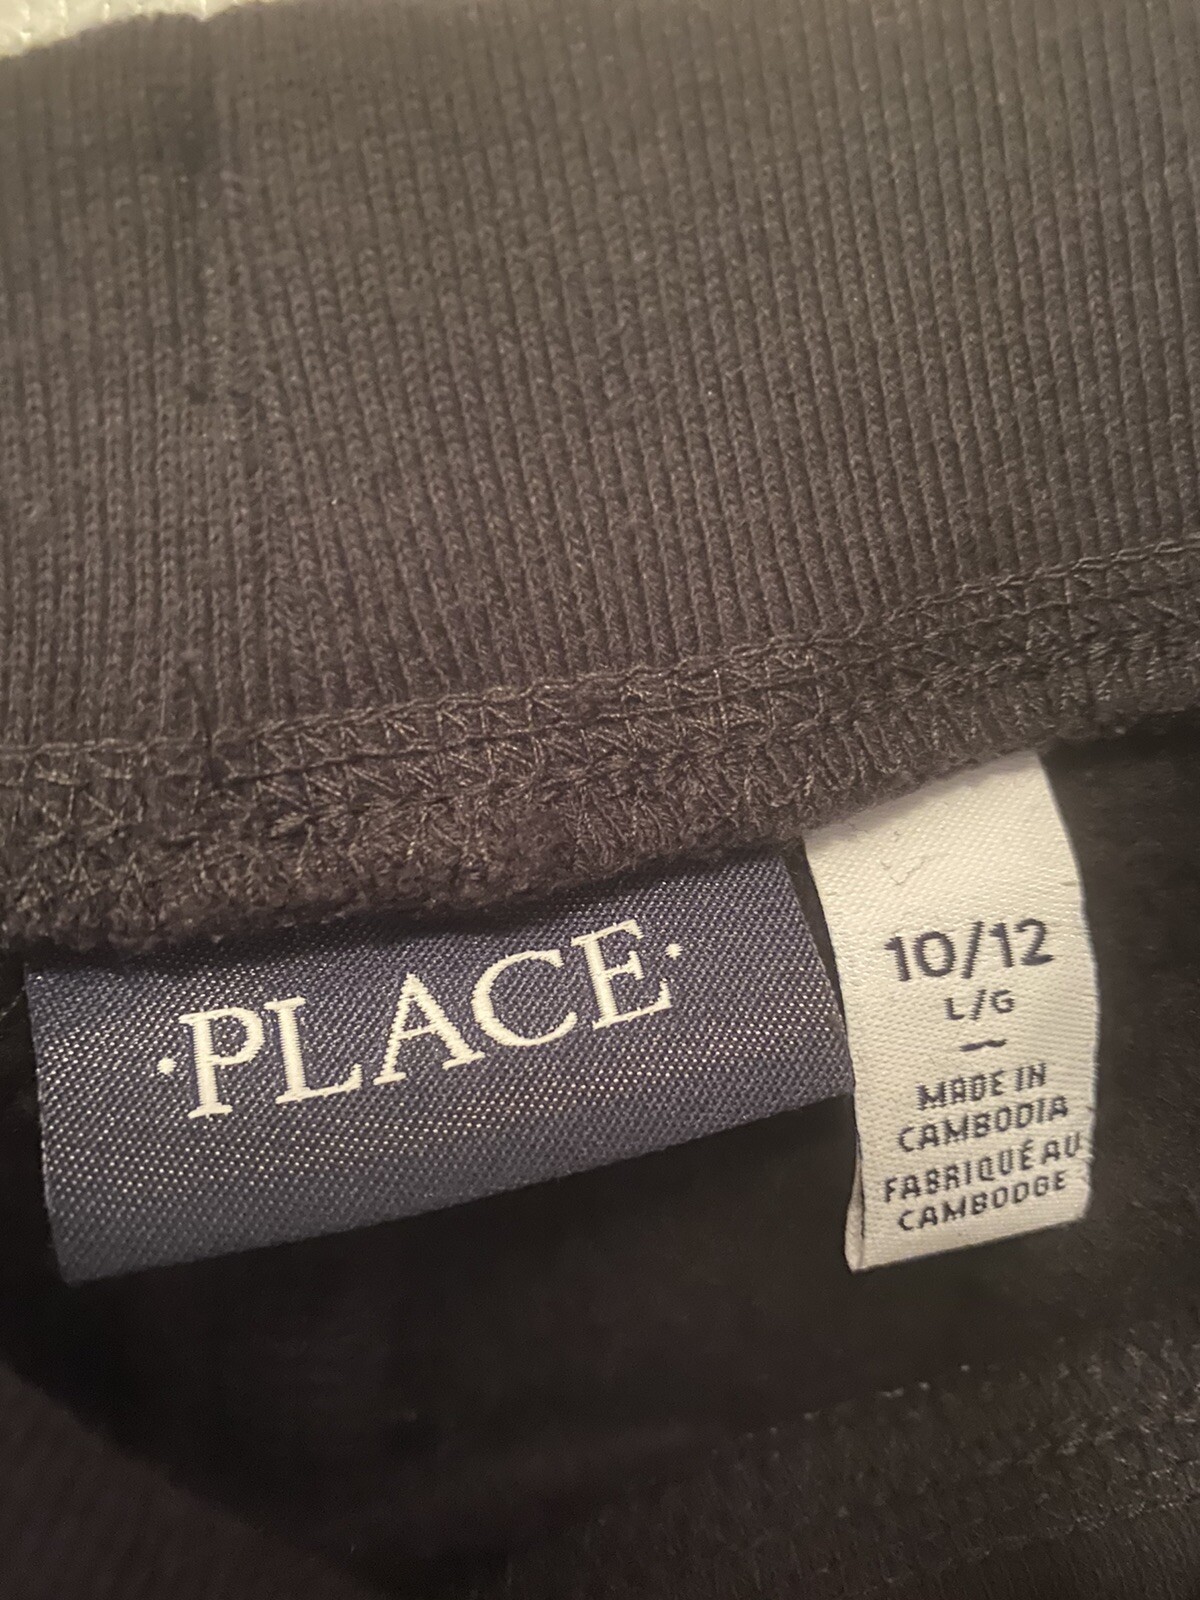 ·PLACE·
10/12
L/G
—
MADE IN
CAMBODIA
FABRIQUÉ AU
CAMBODGE